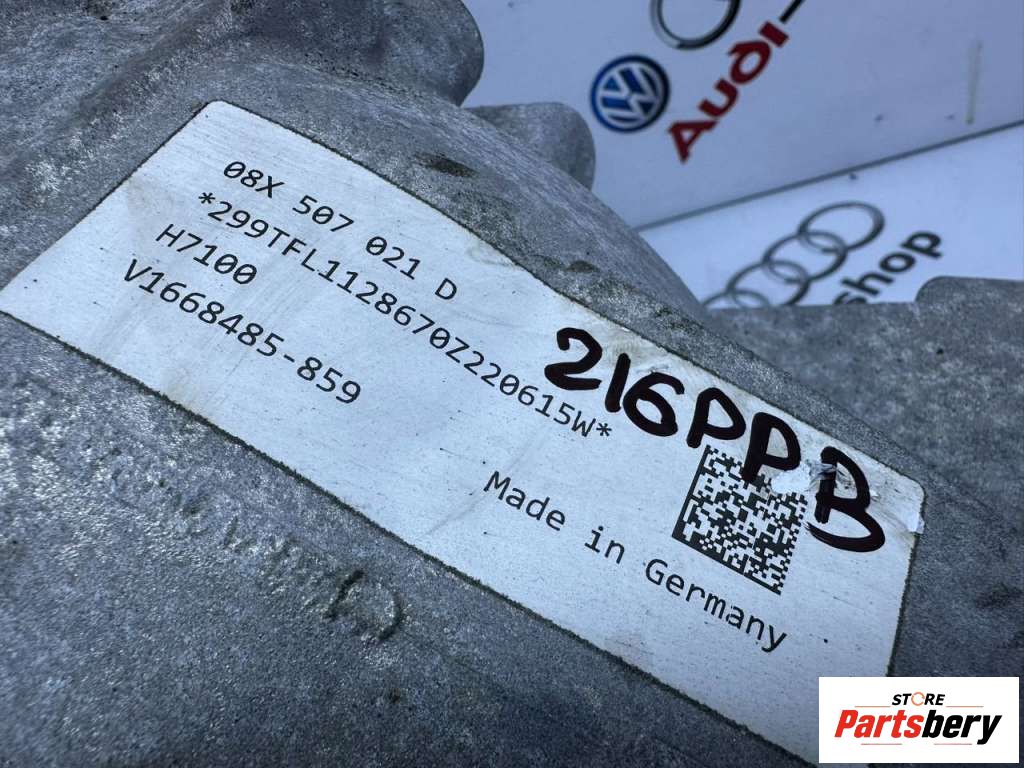 08X 507 021 D
*299TFL1128670Z220615W*
H7100
V1668485-859
216PPB
Made in Germany
Audi
shop
STORE
Partsbery